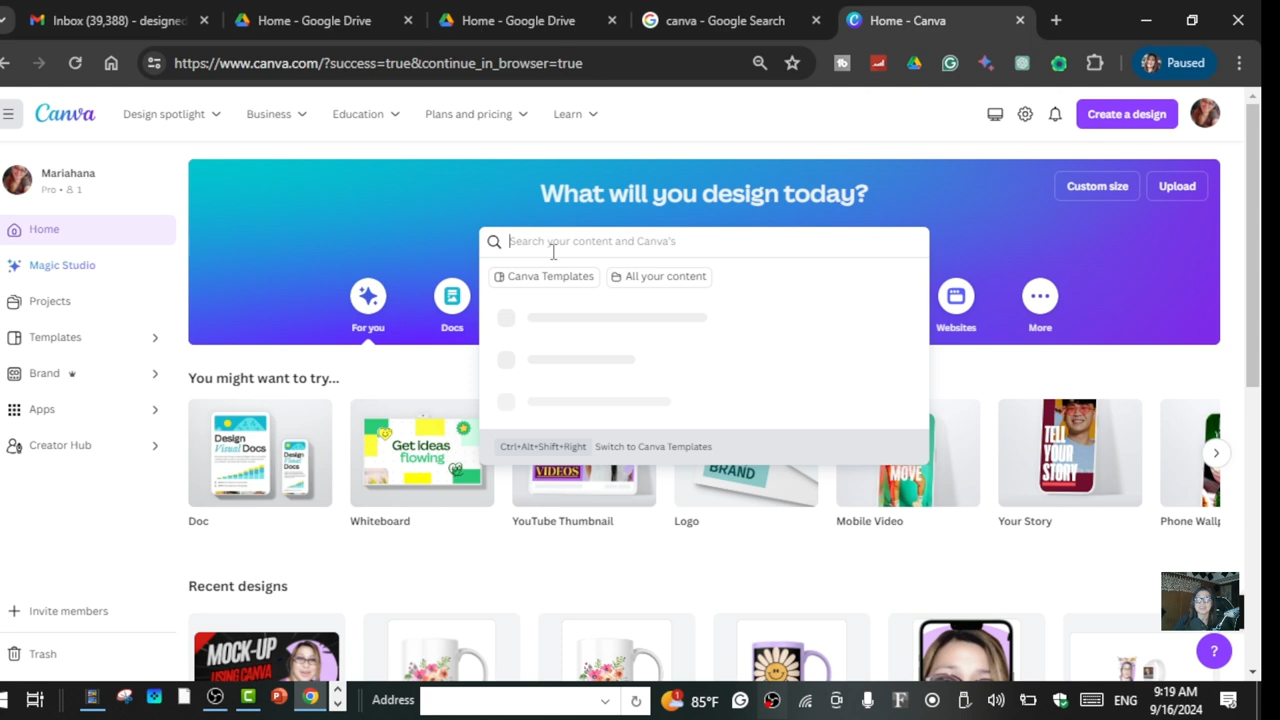 Inbox (39,388) - designed
Home - Google Drive
Home - Google Drive
canva - Google Search
Home - Canva
https://www.canva.com/?success=true&continue_in_browser=true
Paused
Canva
Design spotlight
Business
Education
Plans and pricing
Learn
Create a design
Mariahana
Pro • 1
What will you design today?
Custom size
Upload
Search your content and Canva's
Canva Templates
All your content
Ctrl+Alt+Shift+Right
Switch to Canva Templates
Home
Magic Studio
Projects
Templates
Brand
Apps
Creator Hub
For you
Docs
Websites
More
You might want to try...
Design
Visual Docs
Design
Visual
Docs
Get ideas
flowing
VIDEOS
BRAND
MOVE
TELL
YOUR
STORY
Doc
Whiteboard
YouTube Thumbnail
Logo
Mobile Video
Your Story
Phone Wallp
Recent designs
MOCK-UP
USING CANVA
Invite members
Trash
?
Address
85°F
ENG
9:19 AM
9/16/2024